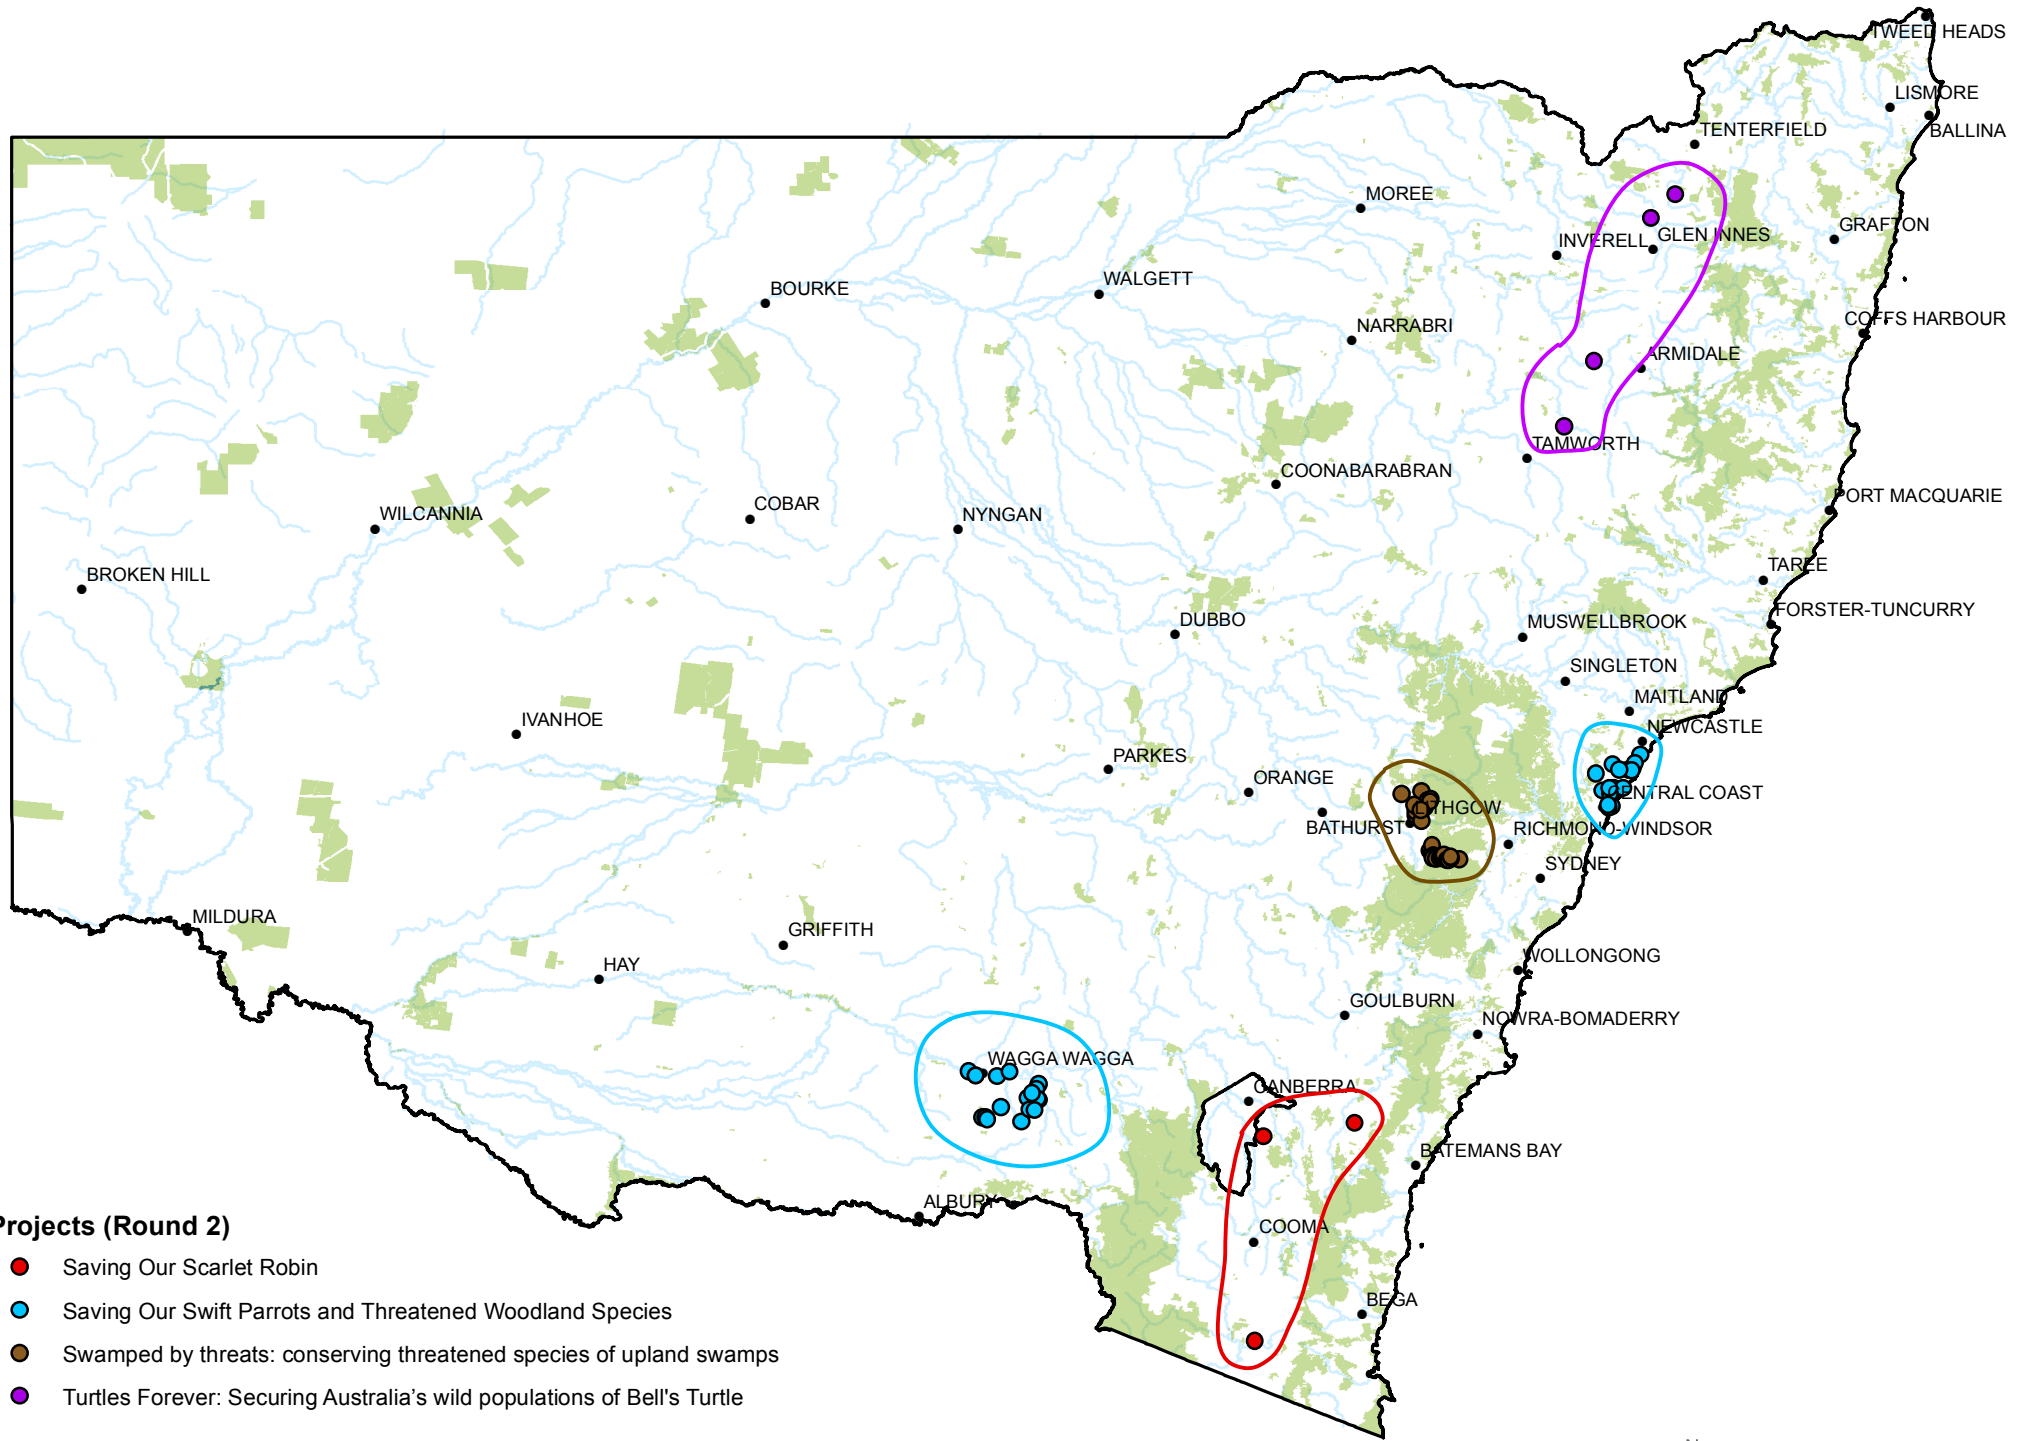 TWEED HEADS
LISMORE
BALLINA
TENTERFIELD
MOREE
GRAFTON
INVERELL
GLEN INNES
BOURKE
WALGETT
NARRABRI
COFFS HARBOUR
ARMIDALE
TAMWORTH
COONABARABRAN
PORT MACQUARIE
WILCANNIA
COBAR
NYNGAN
BROKEN HILL
TAREE
FORSTER-TUNCURRY
DUBBO
MUSWELLBROOK
SINGLETON
MAITLAND
IVANHOE
NEWCASTLE
PARKES
ORANGE
CENTRAL COAST
LITHGOW
BATHURST
RICHMOND-WINDSOR
SYDNEY
MILDURA
GRIFFITH
HAY
WOLLONGONG
GOULBURN
NOWRA-BOMADERRY
WAGGA WAGGA
CANBERRA
BATEMANS BAY
ALBURY
COOMA
BEGA
Projects (Round 2)
Saving Our Scarlet Robin
Saving Our Swift Parrots and Threatened Woodland Species
Swamped by threats: conserving threatened species of upland swamps
Turtles Forever: Securing Australia’s wild populations of Bell's Turtle